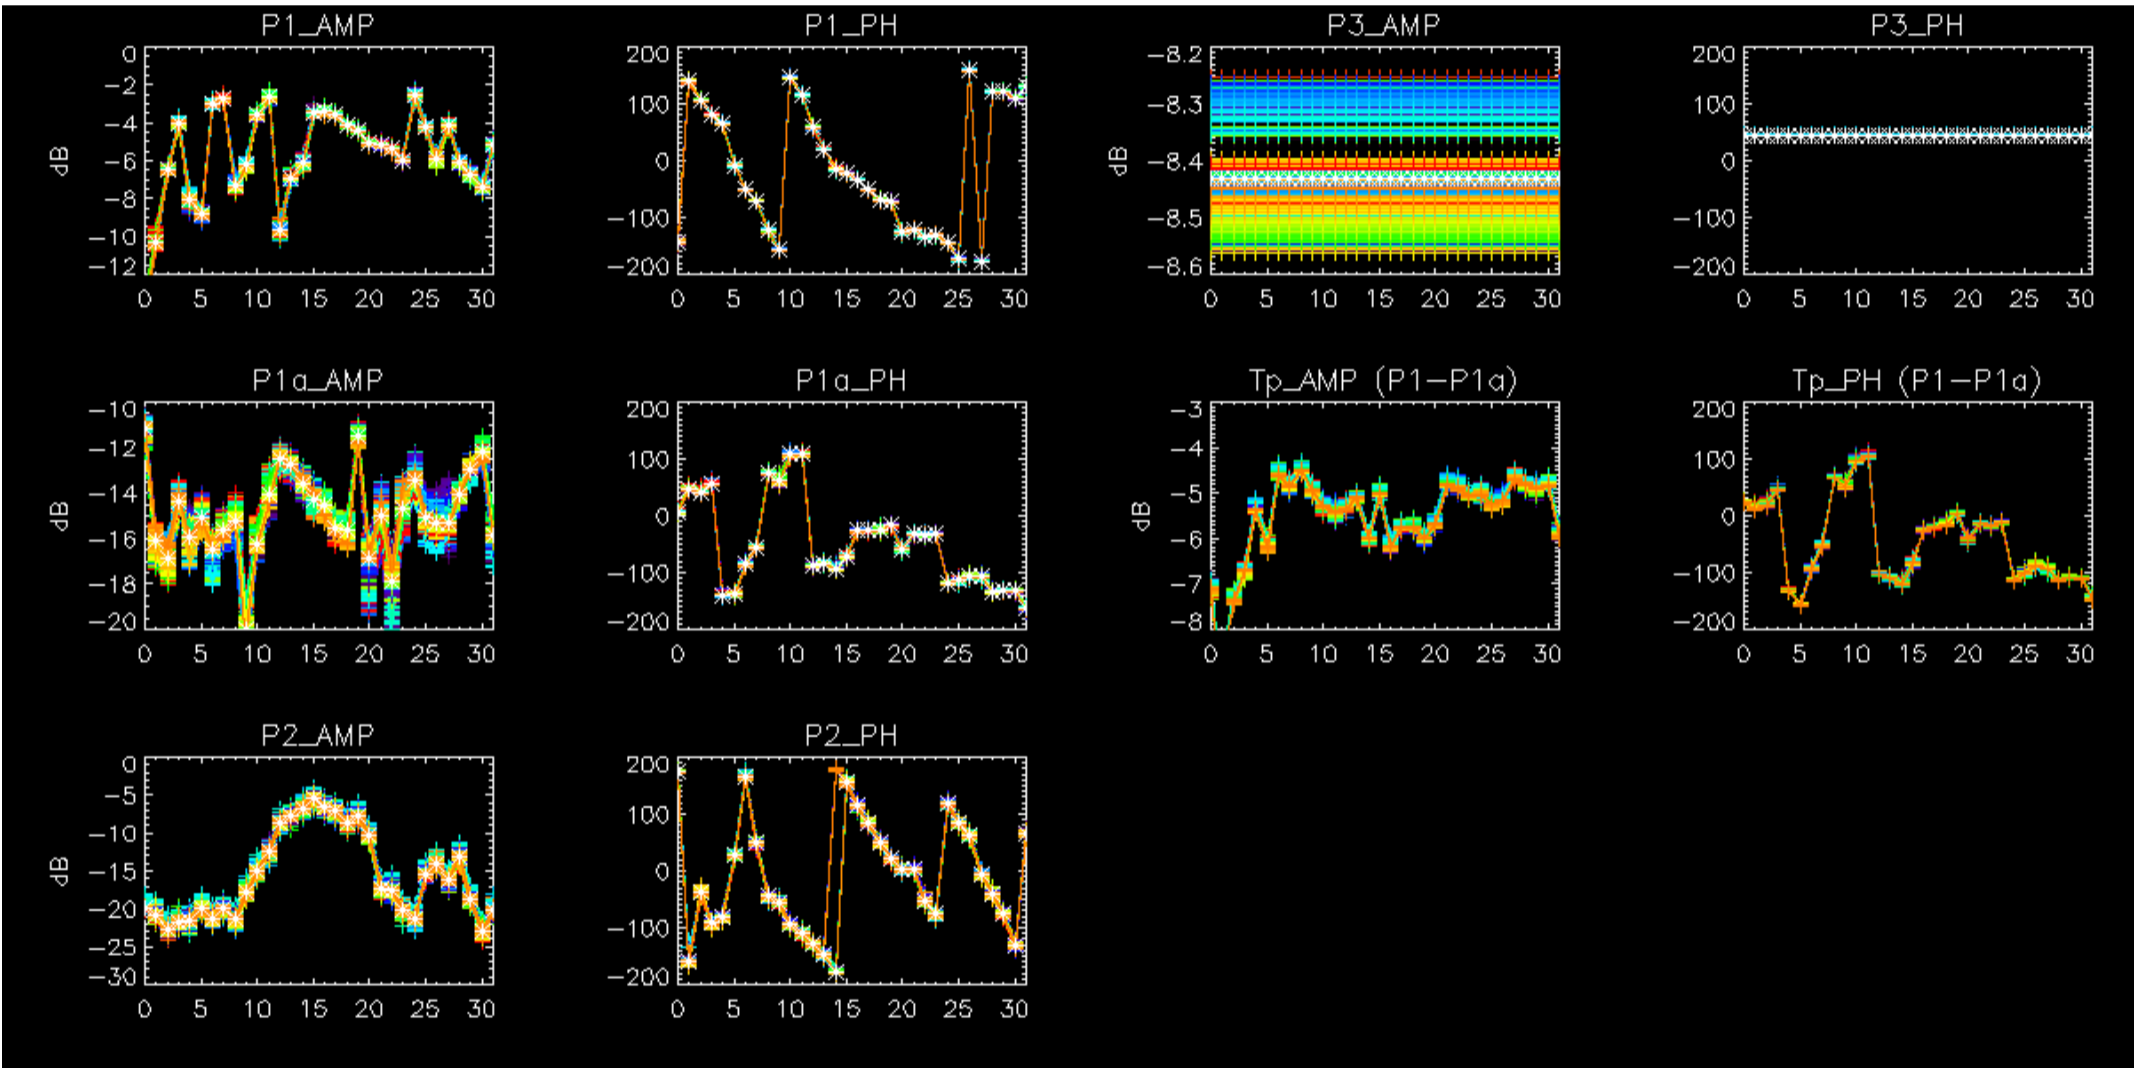 P1_AMP
P1_PH
P3_AMP
P3_PH
0
−2
−4
−6
−8
−10
−12
dB
0 5 10 15 20 25 30
200
100
0
−100
−200
0 5 10 15 20 25 30
−8.2
−8.3
−8.4
−8.5
−8.6
dB
0 5 10 15 20 25 30
200
100
0
−100
−200
0 5 10 15 20 25 30
P1a_AMP
P1a_PH
Tp_AMP (P1−P1a)
Tp_PH (P1−P1a)
−10
−12
−14
−16
−18
−20
dB
0 5 10 15 20 25 30
200
100
0
−100
−200
0 5 10 15 20 25 30
−3
−4
−5
−6
−7
−8
dB
0 5 10 15 20 25 30
200
100
0
−100
−200
0 5 10 15 20 25 30
P2_AMP
P2_PH
0
−5
−10
−15
−20
−25
−30
dB
0 5 10 15 20 25 30
200
100
0
−100
−200
0 5 10 15 20 25 30